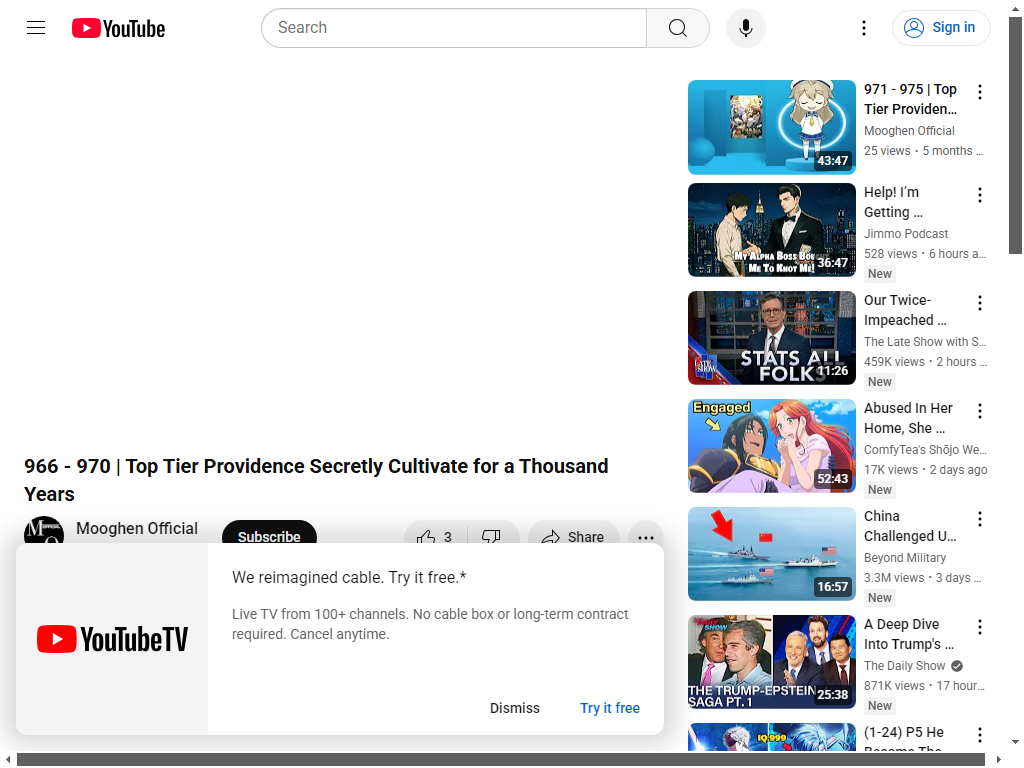 YouTube
Search
Sign in
971 - 975 | Top
Tier Providen…
Mooghen Official
25 views • 5 months …
43:47
Help! I’m
Getting …
Jimmo Podcast
528 views • 6 hours a…
New
MY ALPHA BOSS
ME TO KNOT ME!
36:47
Our Twice-
Impeached …
The Late Show with S…
459K views • 2 hours …
New
STATS ALL
FOLKS
LATE SHOW
11:26
Engaged
Abused In Her
Home, She …
ComfyTea's Shōjo We…
17K views • 2 days ago
New
52:43
966 - 970 | Top Tier Providence Secretly Cultivate for a Thousand
Years
Mooghen Official
Subscribe
3
Share
China
Challenged U…
Beyond Military
3.3M views • 3 days …
New
16:57
YouTubeTV
We reimagined cable. Try it free.*
Live TV from 100+ channels. No cable box or long-term contract
required. Cancel anytime.
Dismiss
Try it free
A Deep Dive
Into Trump's …
The Daily Show
871K views • 17 hour…
New
THE TRUMP-EPSTEIN
SAGA PT.1
25:38
IQ:999
(1-24) P5 He
Become The